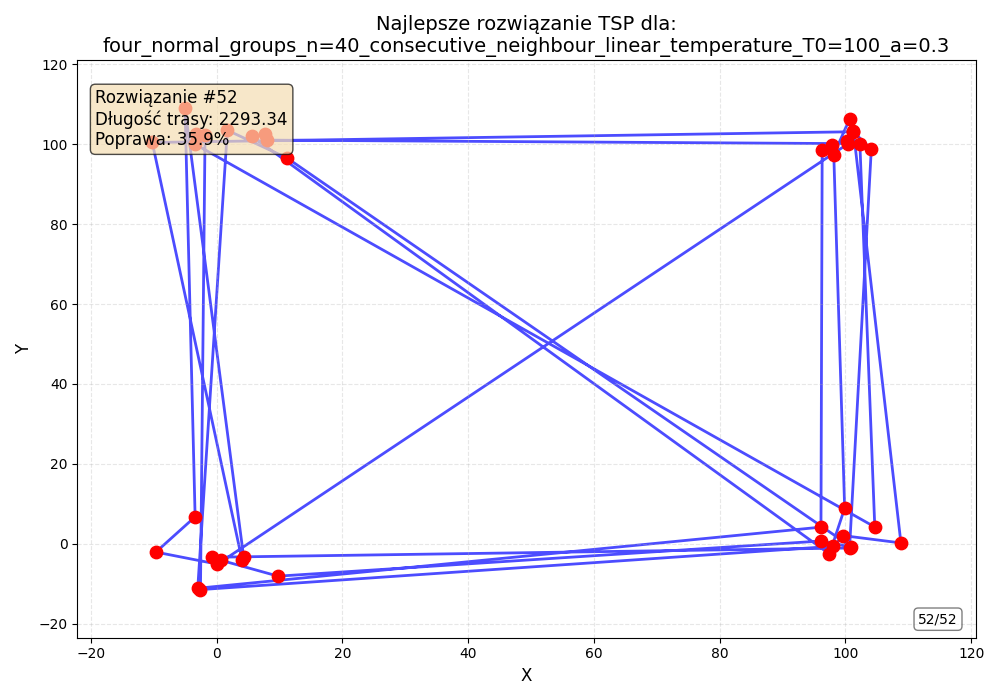 Najlepsze rozwiązanie TSP dla:
four_normal_groups_n=40_consecutive_neighbour_linear_temperature_T0=100_a=0.3
Rozwiązanie #52
Długość trasy: 2293.34
Poprawa: 35.9%
120
100
80
60
40
20
0
−20
Y
52/52
−20
0
20
40
60
80
100
120
X